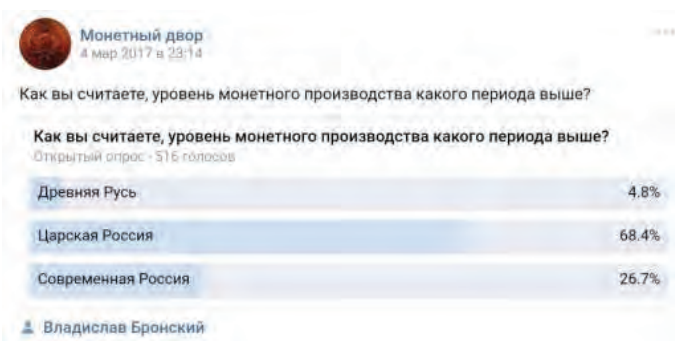 Монетный двор
4 мар 2017 в 23:14
Как вы считаете, уровень монетного производства какого периода выше?
Как вы считаете, уровень монетного производства какого периода выше?
Открытый опрос · 516 голосов
Древняя Русь 4.8%
Царская Россия 68.4%
Современная Россия 26.7%
Владислав Бронский